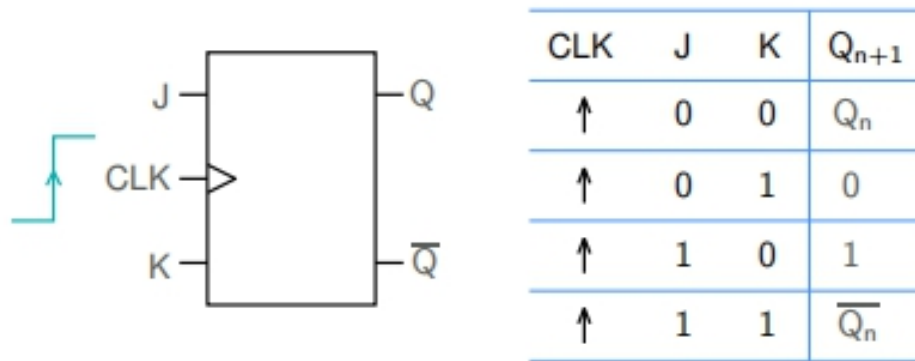 J
CLK
K
Q
Q̅
CLK J K Qₙ₊₁
↑ 0 0 Qₙ
↑ 0 1 0
↑ 1 0 1
↑ 1 1 Q̅ₙ̅